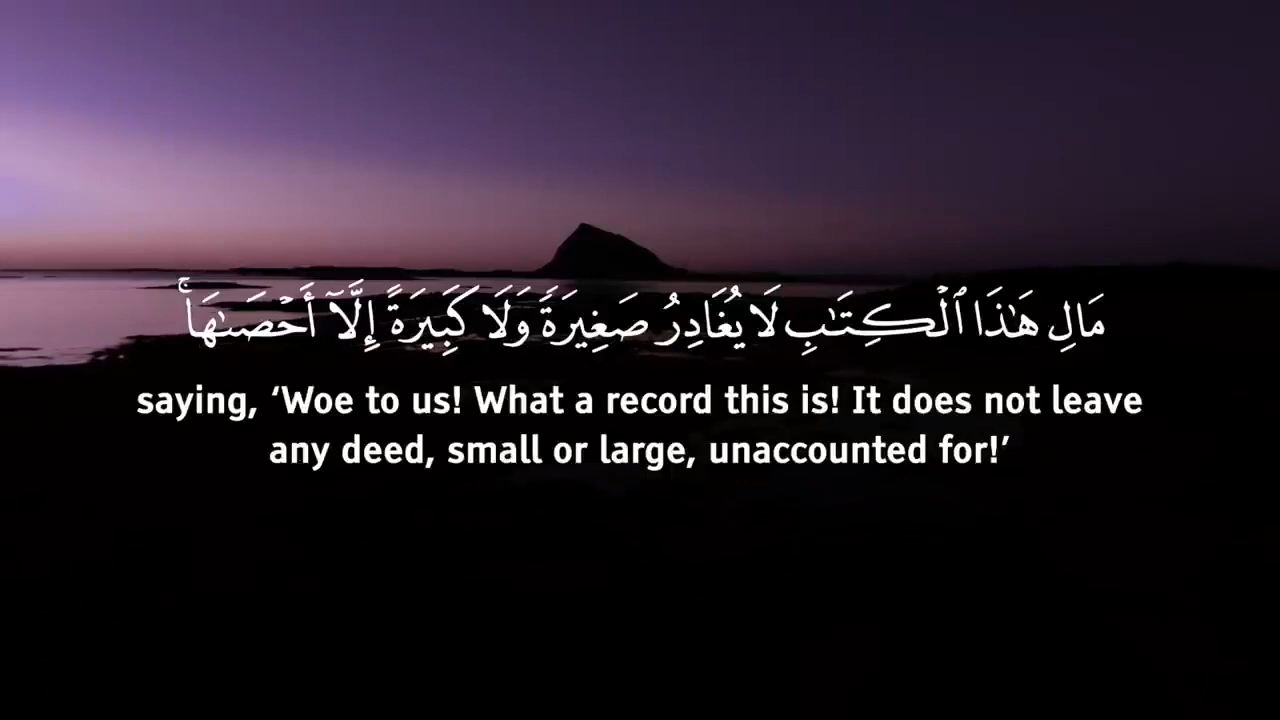 مَالِ هَـٰذَا ٱلْكِتَـٰبِ لَا يُغَادِرُ صَغِيرَةً وَلَا كَبِيرَةً إِلَّآ أَحْصَىٰهَا ۚ
saying, ‘Woe to us! What a record this is! It does not leave
any deed, small or large, unaccounted for!’